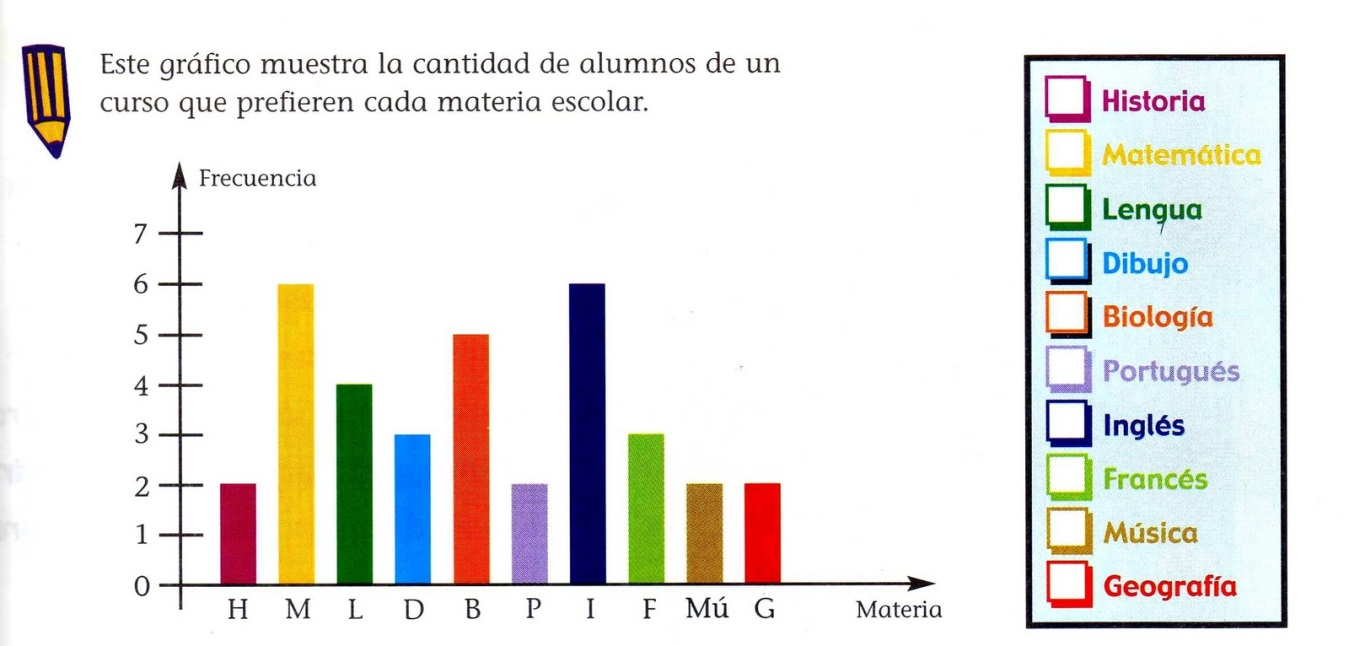 Este gráfico muestra la cantidad de alumnos de un
curso que prefieren cada materia escolar.
Frecuencia
7
6
5
4
3
2
1
0
H M L D B P I F Mú G Materia
Historia
Matemática
Lengua
Dibujo
Biología
Portugués
Inglés
Francés
Música
Geografía